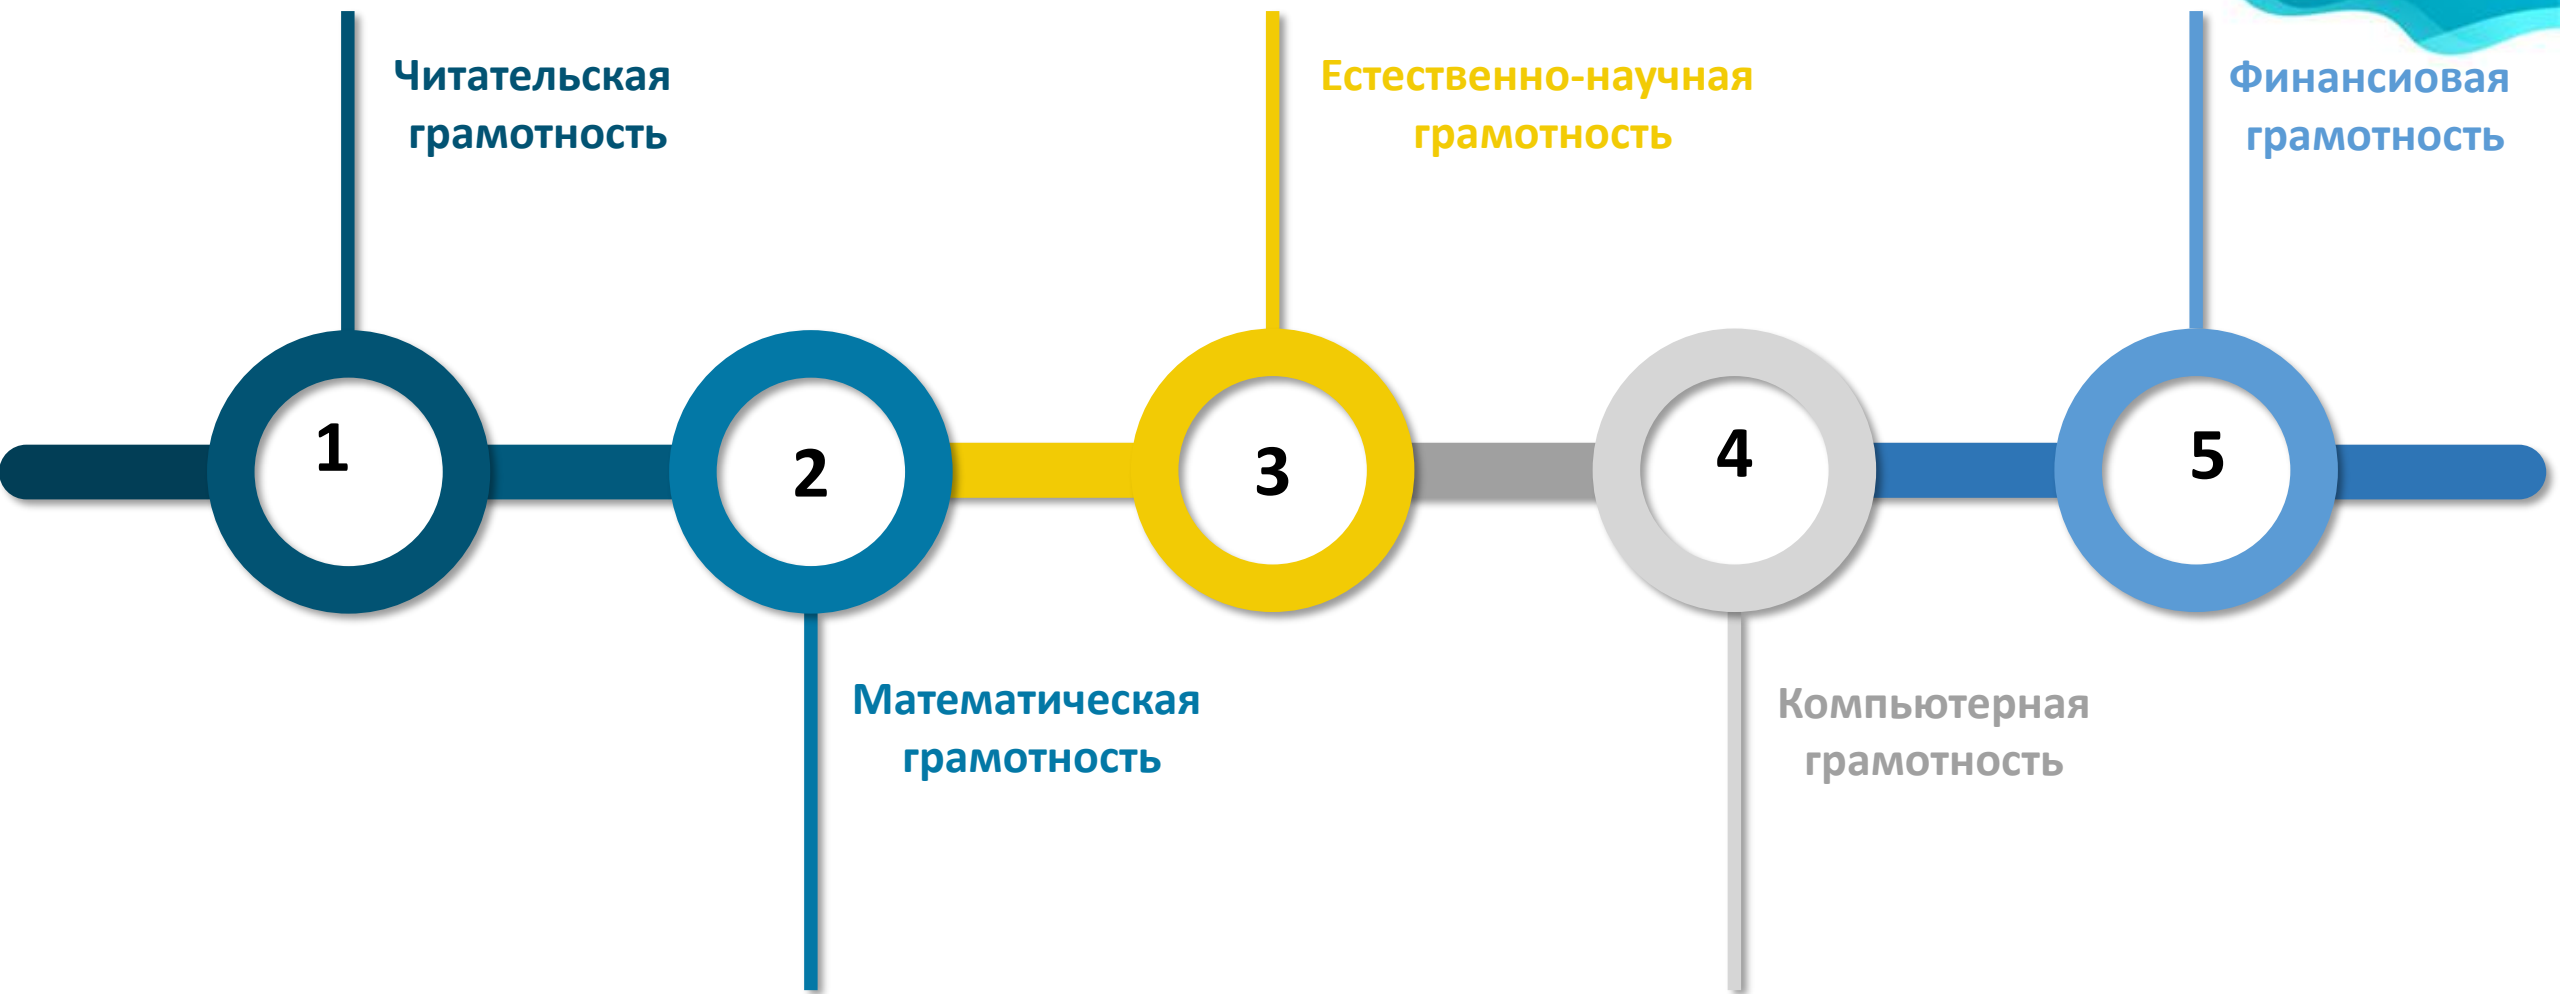 Читательская
грамотность
1
2
Математическая
грамотность
Естественно-научная
грамотность
3
4
Компьютерная
грамотность
Финансиовая
грамотность
5